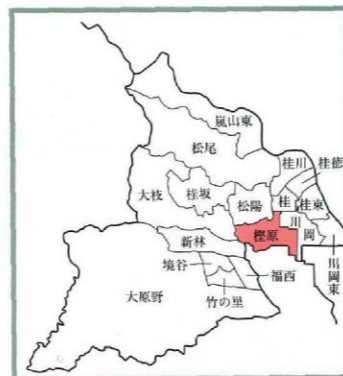 嵐山東
松尾
桂川
桂徳
大枝
桂坂
松陽
桂
桂東
川岡
樫原
新林
川岡東
境谷
福西
大原野
竹の里